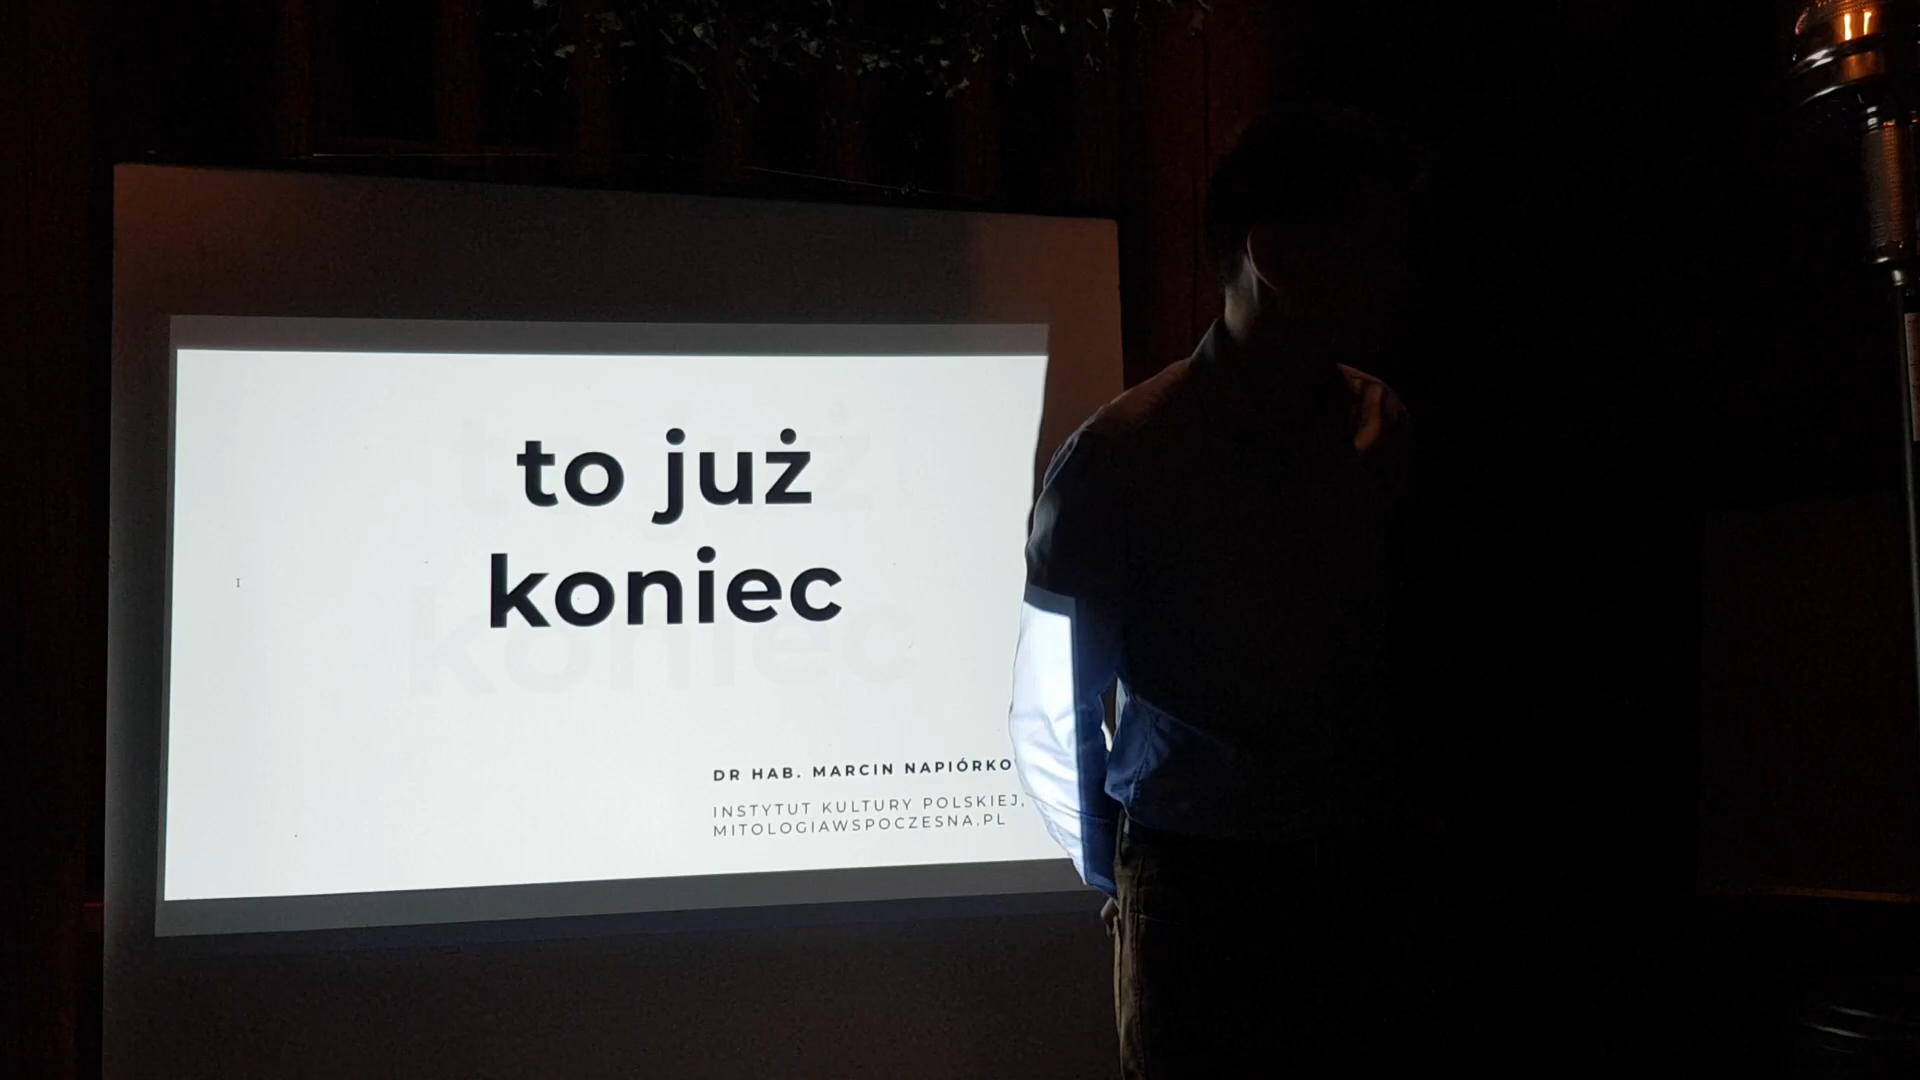 to już
koniec
DR HAB. MARCIN NAPIÓRKO
INSTYTUT KULTURY POLSKIEJ,
MITOLOGIAWSPOCZESNA.PL